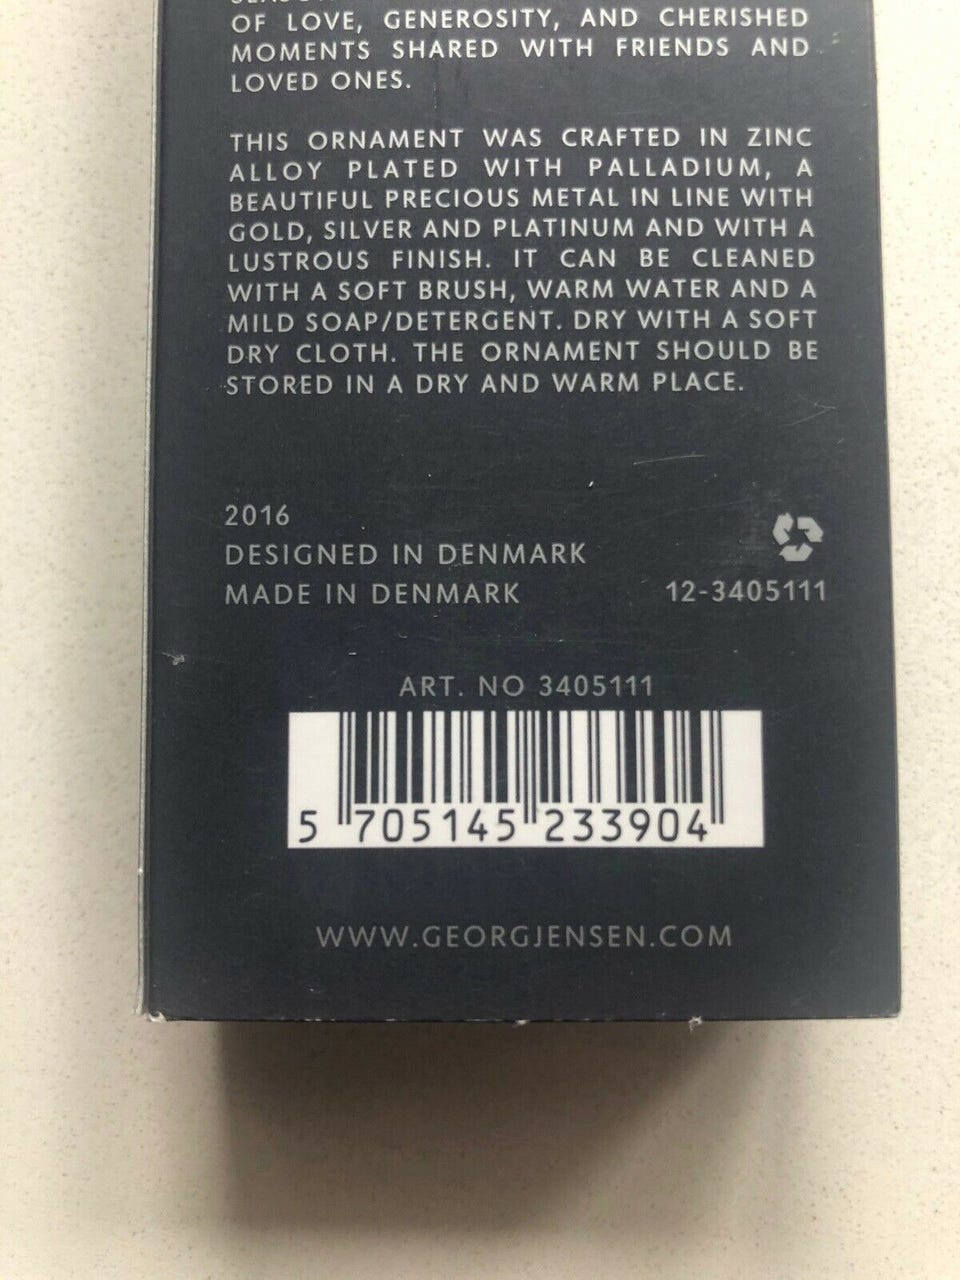 OF LOVE, GENEROSITY, AND CHERISHED
MOMENTS SHARED WITH FRIENDS AND
LOVED ONES.
THIS ORNAMENT WAS CRAFTED IN ZINC
ALLOY PLATED WITH PALLADIUM, A
BEAUTIFUL PRECIOUS METAL IN LINE WITH
GOLD, SILVER AND PLATINUM AND WITH A
LUSTROUS FINISH. IT CAN BE CLEANED
WITH A SOFT BRUSH, WARM WATER AND A
MILD SOAP/DETERGENT. DRY WITH A SOFT
DRY CLOTH. THE ORNAMENT SHOULD BE
STORED IN A DRY AND WARM PLACE.
2016
DESIGNED IN DENMARK
MADE IN DENMARK
12-3405111
ART. NO 3405111
5 705145 233904
WWW.GEORGJENSEN.COM